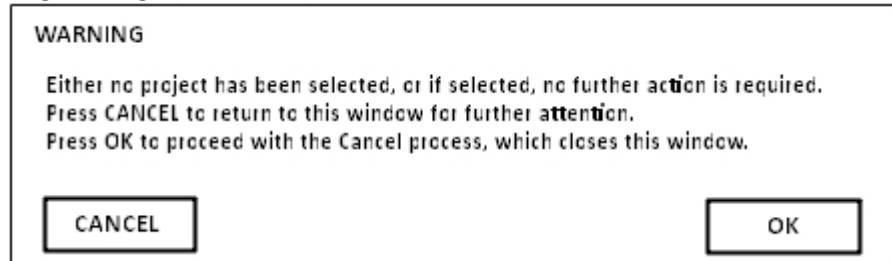 WARNING
Either no project has been selected, or if selected, no further action is required.
Press CANCEL to return to this window for further attention.
Press OK to proceed with the Cancel process, which closes this window.
CANCEL
OK